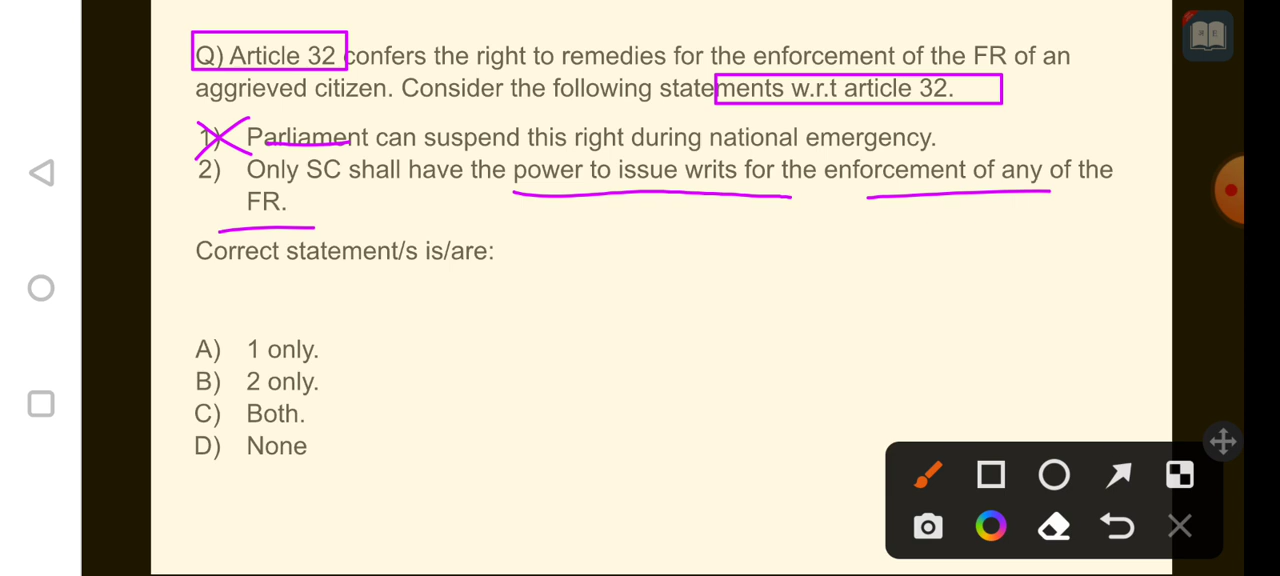 Q) Article 32 confers the right to remedies for the enforcement of the FR of an
aggrieved citizen. Consider the following statements w.r.t article 32.
1) Parliament can suspend this right during national emergency.
2) Only SC shall have the power to issue writs for the enforcement of any of the
FR.
Correct statement/s is/are:
A) 1 only.
B) 2 only.
C) Both.
D) None